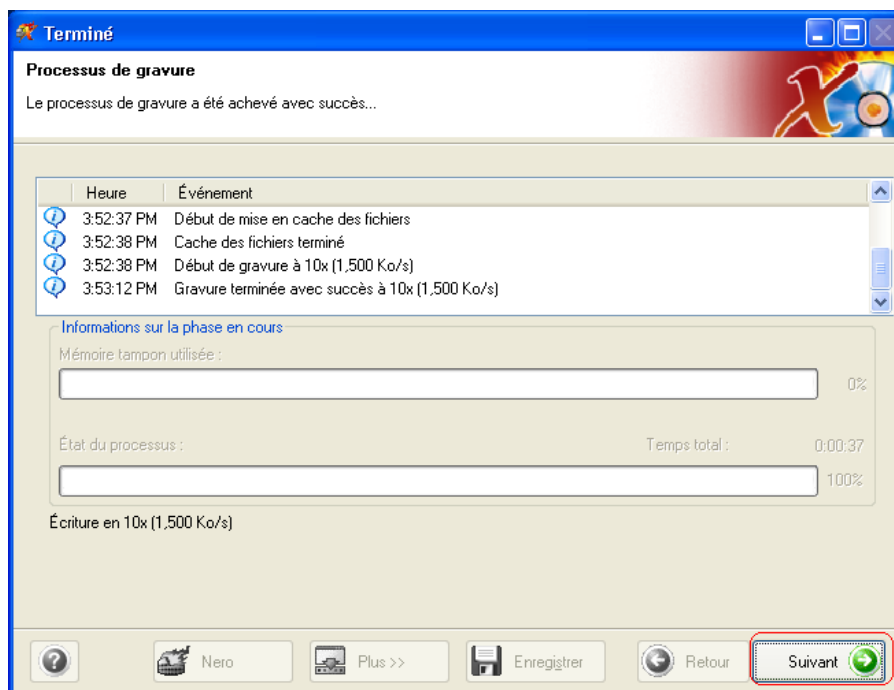 Terminé
Processus de gravure
Le processus de gravure a été achevé avec succès...
Heure Événement
3:52:37 PM Début de mise en cache des fichiers
3:52:38 PM Cache des fichiers terminé
3:52:38 PM Début de gravure à 10x (1,500 Ko/s)
3:53:12 PM Gravure terminée avec succès à 10x (1,500 Ko/s)
Informations sur la phase en cours
Mémoire tampon utilisée :
0%
État du processus : Temps total : 0:00:37
100%
Écriture en 10x (1,500 Ko/s)
Nero Plus >> Enregistrer Retour Suivant